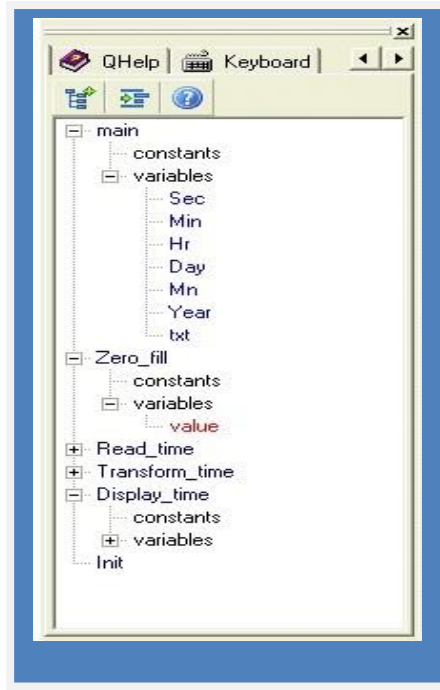 QHelp Keyboard
main
constants
variables
Sec
Min
Hr
Day
Mn
Year
txt
Zero_fill
constants
variables
value
Read_time
Transform_time
Display_time
constants
variables
Init